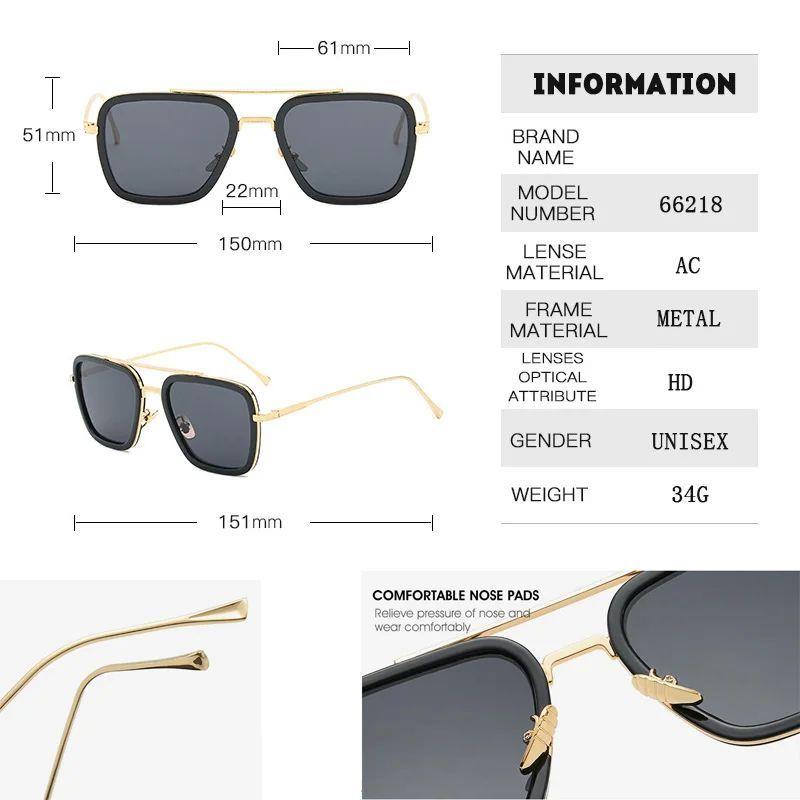 61mm
51mm
22mm
150mm
151mm
INFORMATION
BRAND
NAME
MODEL
NUMBER
66218
LENSE
MATERIAL
AC
FRAME
MATERIAL
METAL
LENSES
OPTICAL
ATTRIBUTE
HD
GENDER
UNISEX
WEIGHT
34G
COMFORTABLE NOSE PADS
Relieve pressure of nose and
wear comfortably